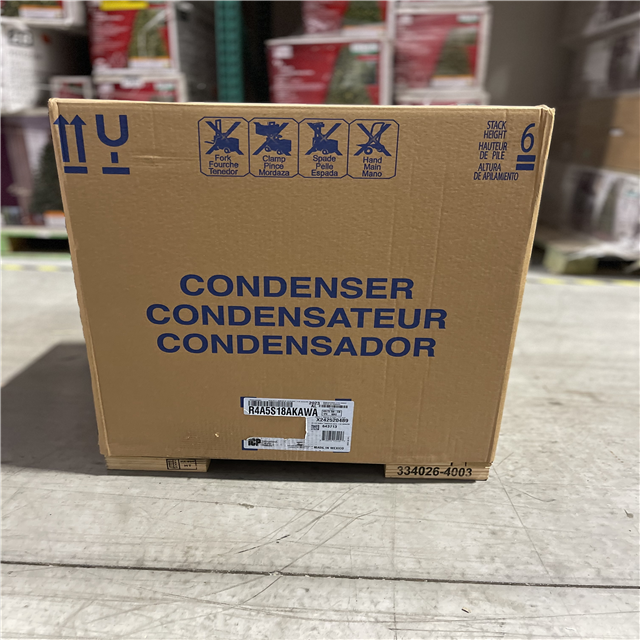 Fork
Fourche
Tenedor
Clamp
Pince
Mordaza
Spade
Pelle
Espada
Hand
Main
Mano
STACK
HEIGHT
HAUTEUR
DE PILE
ALTURA
DE APILAMIENTO
6
CONDENSER
CONDENSATEUR
CONDENSADOR
R4A5S18AKAWA
X242520489
ICP
334026-4003